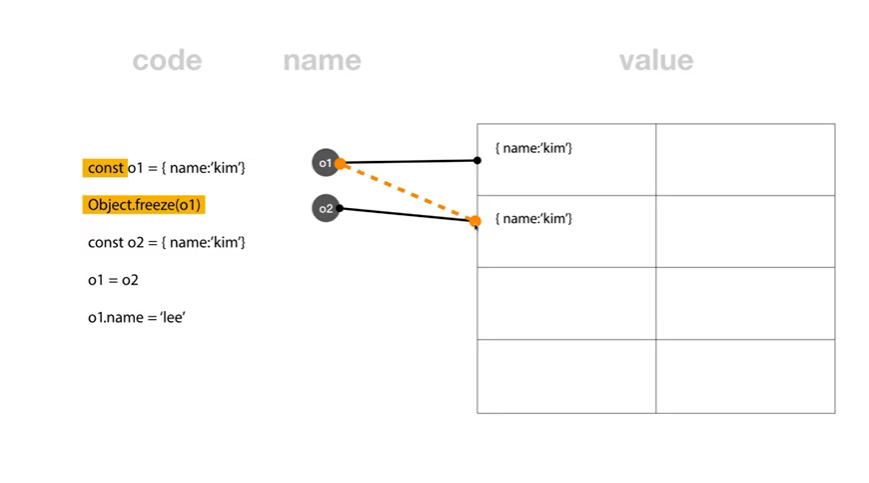 code name value
const o1 = { name:‘kim’}
Object.freeze(o1)
const o2 = { name:‘kim’}
o1 = o2
o1.name = ‘lee’
o1
o2
{ name:‘kim’}
{ name:‘kim’}